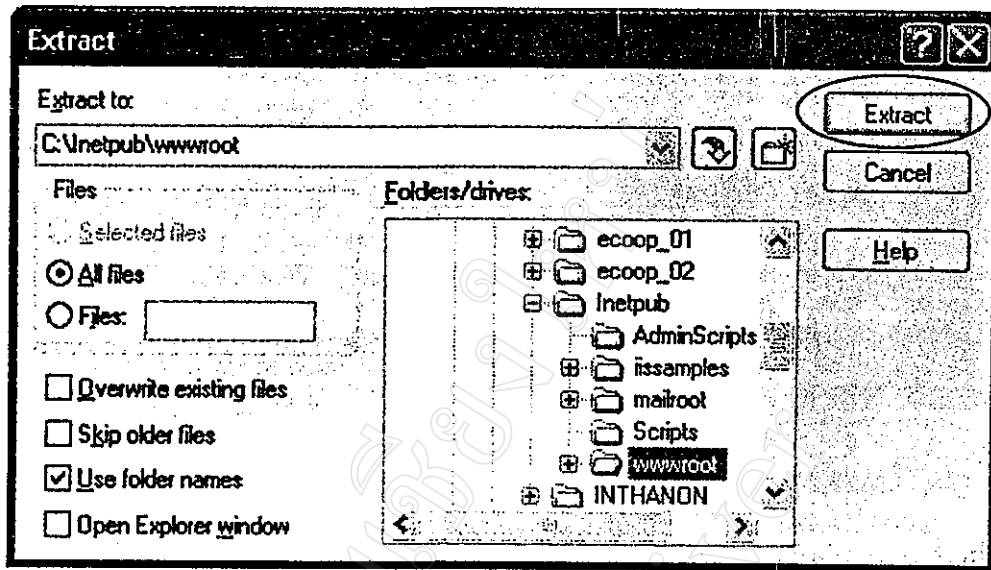 Extract
Extract to:
C:\Inetpub\wwwroot
Extract
Cancel
Help
Files
Selected files
All files
Files:
Overwrite existing files
Skip older files
Use folder names
Open Explorer window
Folders/drives:
ecoop_01
ecoop_02
Inetpub
AdminScripts
iissamples
mailroot
Scripts
wwwroot
INTHANON